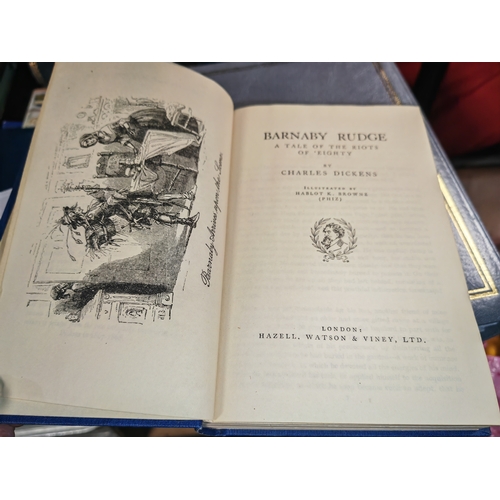 Barnaby
BARNABY RUDGE
A TALE OF THE RIOTS
OF 'EIGHTY
BY
CHARLES DICKENS
ILLUSTRATED BY
HABLOT K. BROWNE
(PHIZ)
LONDON:
HAZELL, WATSON & VINEY, LTD.